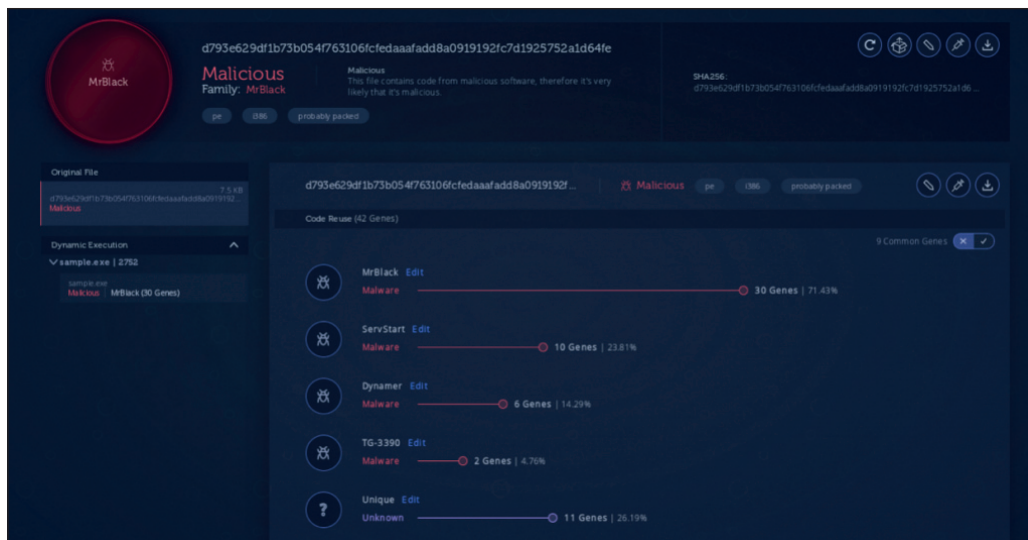 MrBlack
d793e629df1b73b054f763106fcfedaaafadd8a0919192fc7d1925752a1d64fe
Malicious
Family: MrBlack
Malicious
This file contains code from malicious software, therefore it's very
likely that it's malicious.
pe i386 probably packed
SHA256:
d793e629df1b73b054f763106fcfedaaafadd8a0919192fc7d1925752a1d6 ...
Original File
7.5 KB
d793e629df1b73b054f763106fcfedaaafadd8a0919192...
Malicious
Dynamic Execution
sample.exe | 2752
sample.exe
Malicious MrBlack (30 Genes)
d793e629df1b73b054f763106fcfedaaafadd8a0919192f... Malicious pe i386 probably packed
Code Reuse (42 Genes)
9 Common Genes
MrBlack Edit
Malware 30 Genes | 71.43%
ServStart Edit
Malware 10 Genes | 23.81%
Dynamer Edit
Malware 6 Genes | 14.29%
TG-3390 Edit
Malware 2 Genes | 4.76%
? Unique Edit
Unknown 11 Genes | 26.19%